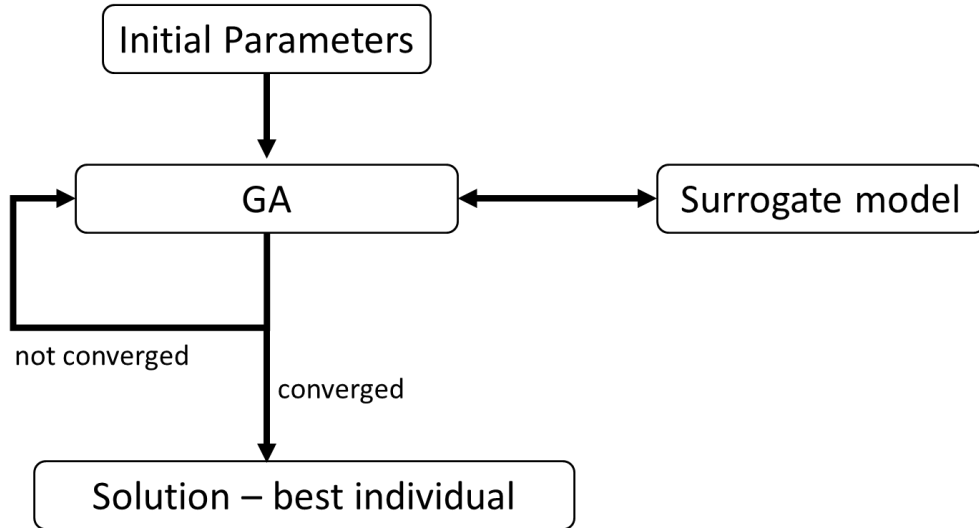 Initial Parameters
GA
Surrogate model
not converged
converged
Solution – best individual